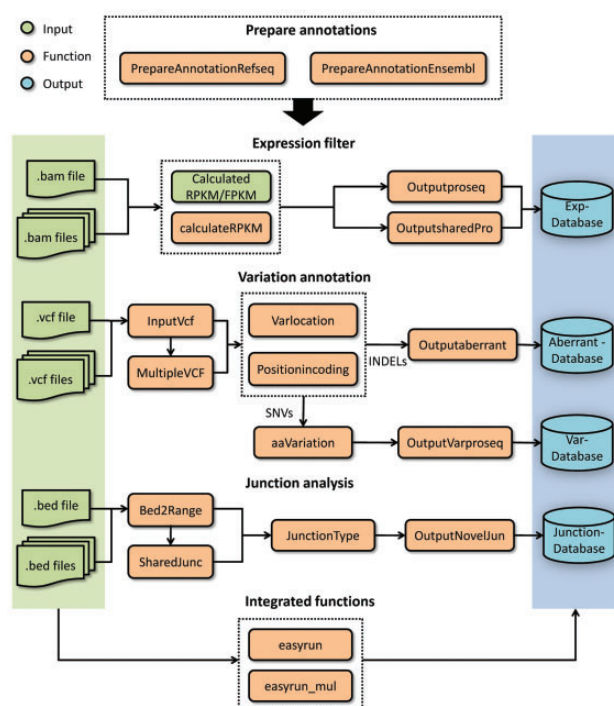 Input
Function
Output
Prepare annotations
PrepareAnnotationRefseq
PrepareAnnotationEnsembl
Expression filter
.bam file
.bam files
Calculated
RPKM/FPKM
calculateRPKM
Outputproseq
OutputsharedPro
Exp-
Database
Variation annotation
.vcf file
.vcf files
InputVcf
MultipleVCF
Varlocation
Positionincoding
INDELs
Outputaberrant
Aberrant -
Database
SNVs
aaVariation
OutputVarproseq
Var-
Database
Junction analysis
.bed file
.bed files
Bed2Range
SharedJunc
JunctionType
OutputNovelJun
Junction-
Database
Integrated functions
easyrun
easyrun_mul